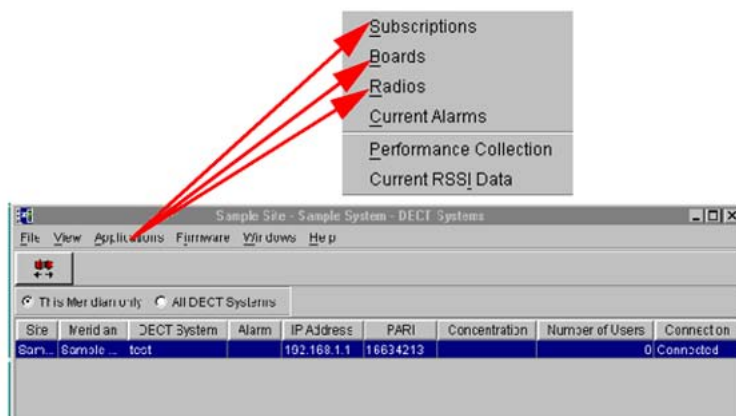 Subscriptions
Boards
Radios
Current Alarms
Performance Collection
Current RSSI Data
Sample Site - Sample System - DECT Systems
File View Applications Firmware Windows Help
This Meridian only All DECT Systems
Site Meridian DECT System Alarm IP Address PARI Concentration Number of Users Connection
Sam... Sample ... test 192.168.1.1 16634213 0 Connected